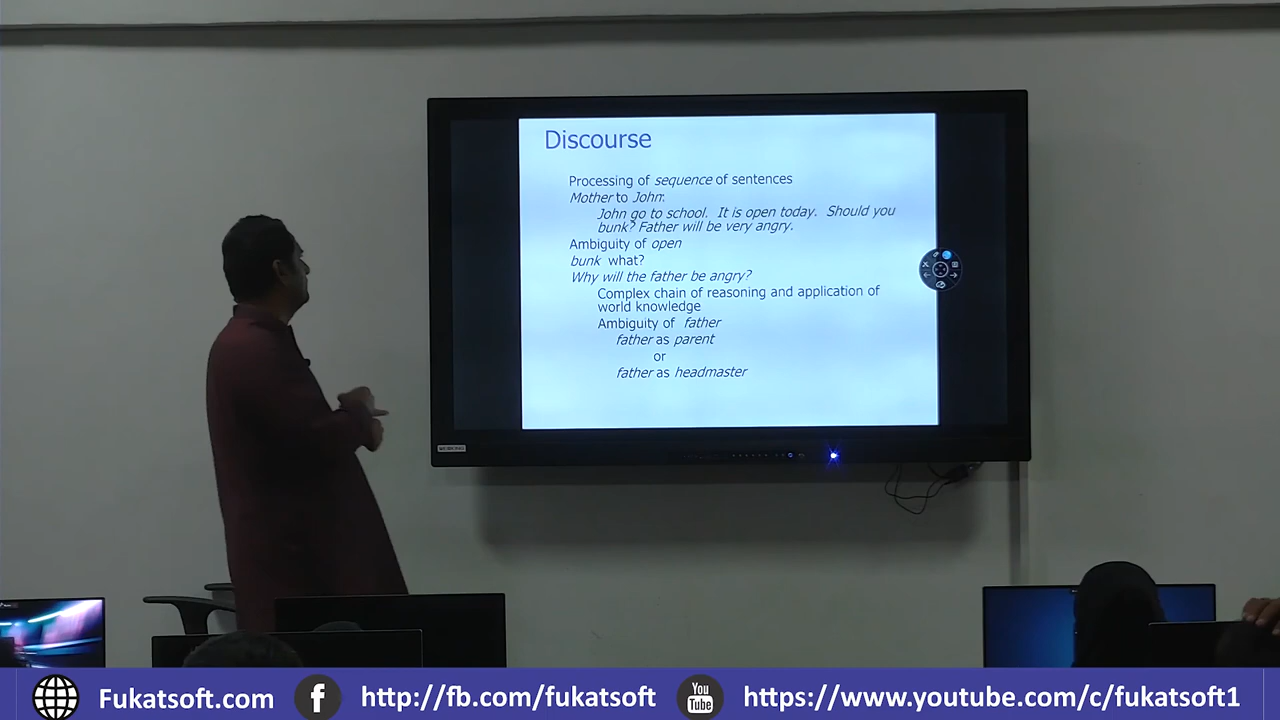 Discourse
Processing of sequence of sentences
Mother to John:
John go to school. It is open today. Should you
bunk? Father will be very angry.
Ambiguity of open
bunk what?
Why will the father be angry?
Complex chain of reasoning and application of
world knowledge
Ambiguity of father
father as parent
or
father as headmaster
Fukatsoft.com
f
http://fb.com/fukatsoft
You
Tube
https://www.youtube.com/c/fukatsoft1